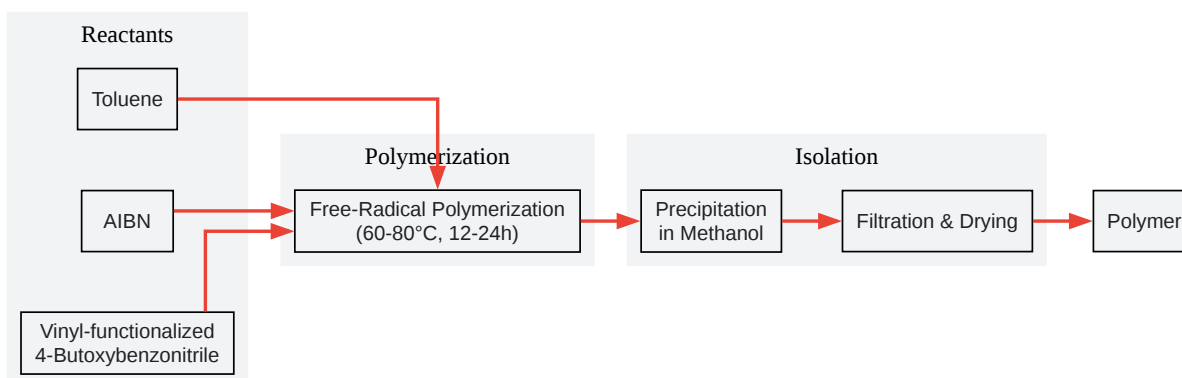 Reactants
Toluene
AIBN
Vinyl-functionalized
4-Butoxybenzonitrile
Polymerization
Free-Radical Polymerization
(60-80°C, 12-24h)
Isolation
Precipitation
in Methanol
Filtration & Drying
Polymer